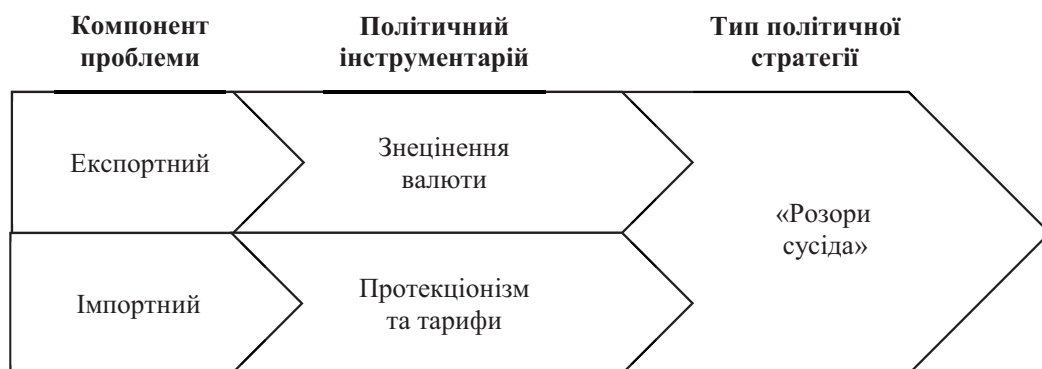 Компонент
проблеми
Політичний
інструментарій
Тип політичної
стратегії
Експортний
Знецінення
валюти
«Розори
сусіда»
Імпортний
Протекціонізм
та тарифи